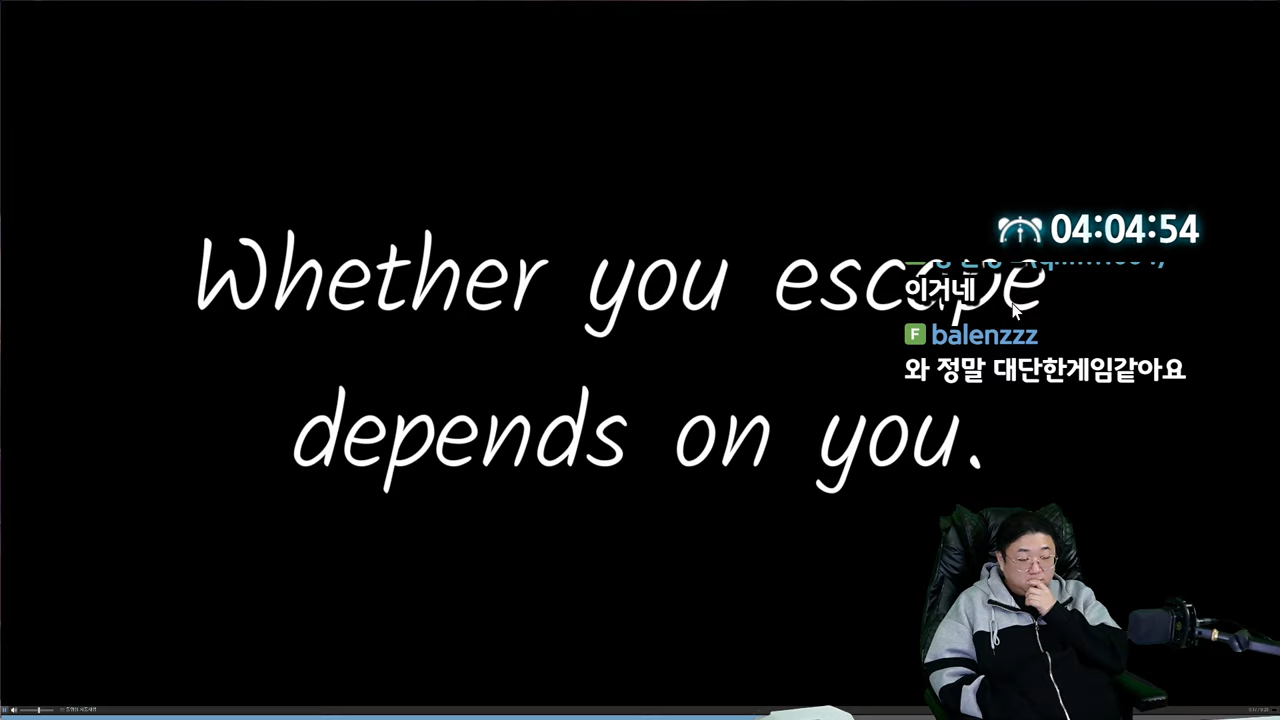 Whether you escape
depends on you.
04:04:54
이거네
F balenzzz
와 정말 대단한게임같아요